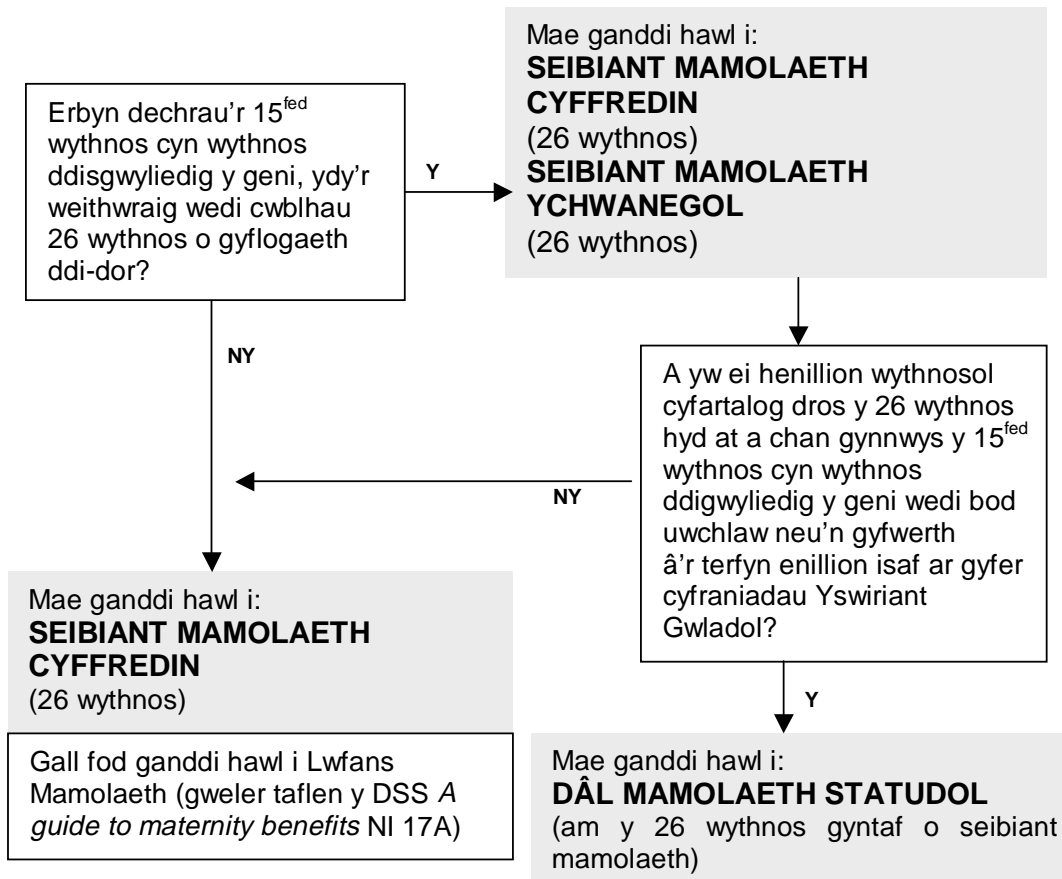 Mae ganddi hawl i:
SEIBIANT MAMOLAETH
CYFFREDIN
(26 wythnos)
SEIBIANT MAMOLAETH
YCHWANEGOL
(26 wythnos)
Erbyn dechrau'r 15fed
wythnos cyn wythnos
ddisgwyliedig y geni, ydy'r
weithwraig wedi cwblhau
26 wythnos o gyflogaeth
ddi-dor?
Y
NY
A yw ei henillion wythnosol
cyfartalog dros y 26 wythnos
hyd at a chan gynnwys y 15fed
wythnos cyn wythnos
ddigwyliedig y geni wedi bod
uwchlaw neu'n gyfwerth
â'r terfyn enillion isaf ar gyfer
cyfraniadau Yswiriant
Gwladol?
NY
Y
Mae ganddi hawl i:
SEIBIANT MAMOLAETH
CYFFREDIN
(26 wythnos)
Gall fod ganddi hawl i Lwfans
Mamolaeth (gweler taflen y DSS A
guide to maternity benefits NI 17A)
Mae ganddi hawl i:
DÂL MAMOLAETH STATUDOL
(am y 26 wythnos gyntaf o seibiant
mamolaeth)